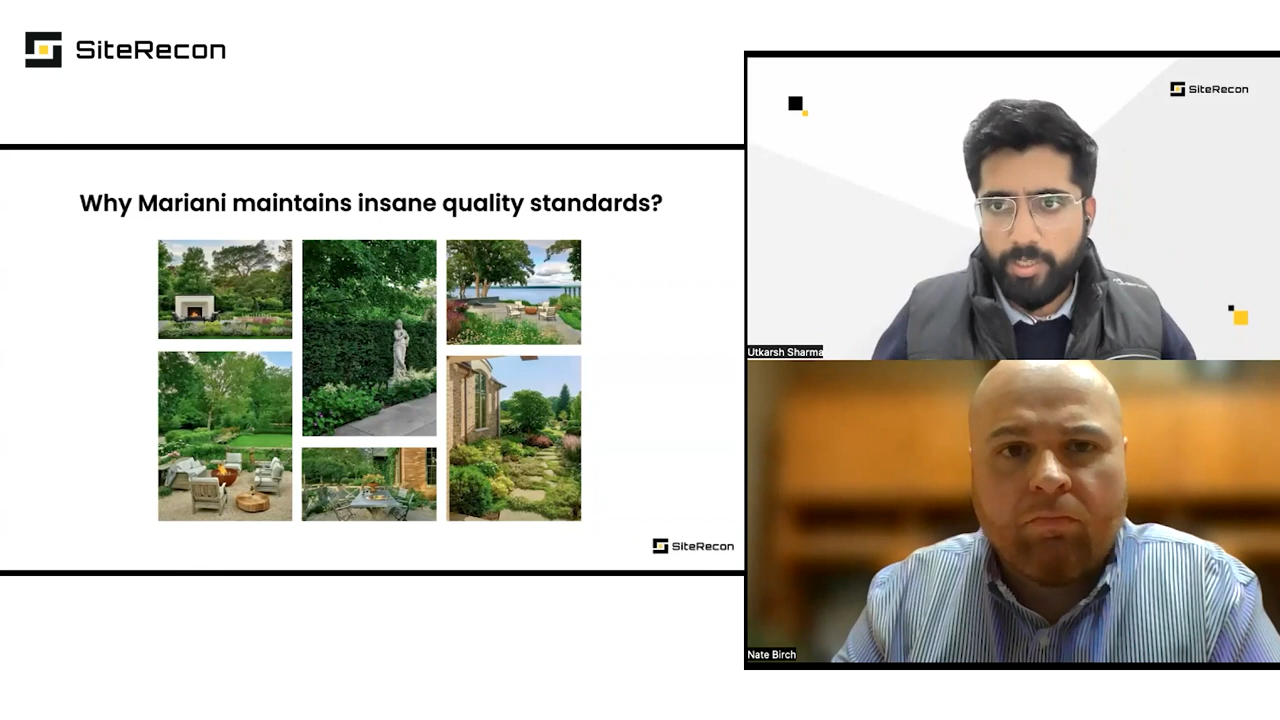 SiteRecon
Why Mariani maintains insane quality standards?
SiteRecon
SiteRecon
Utkarsh Sharma
Nate Birch